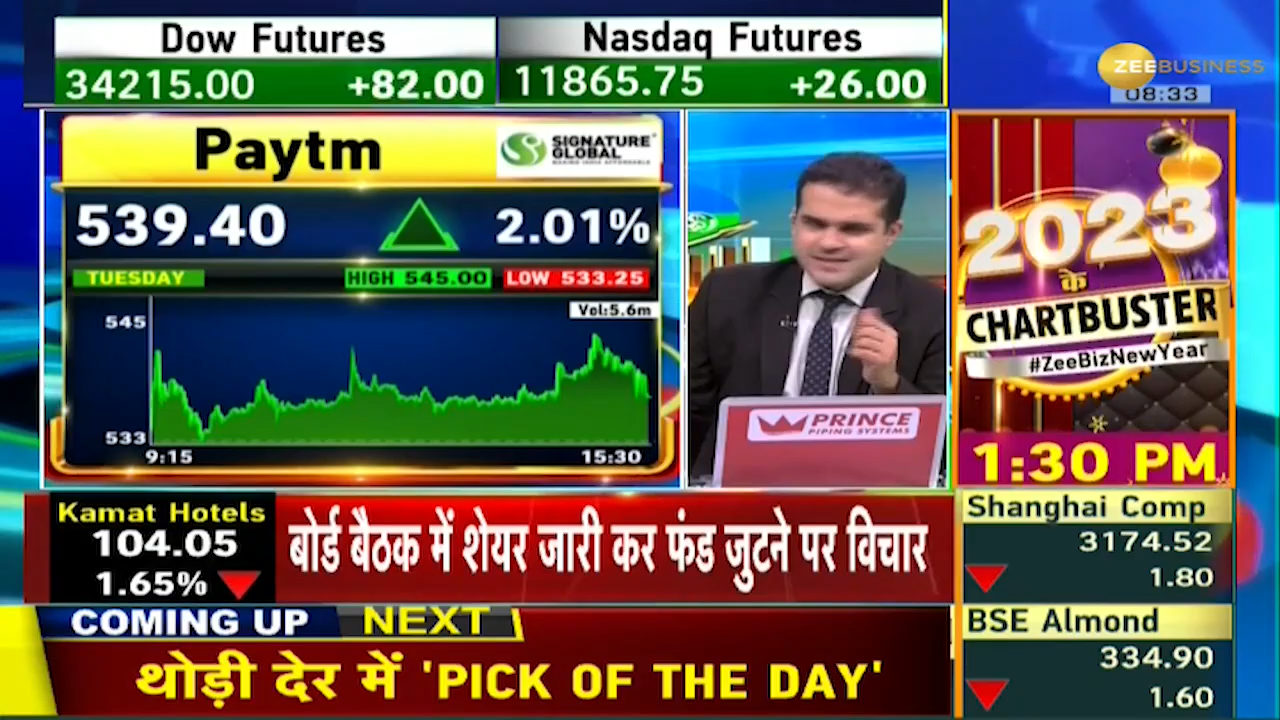 Dow Futures
34215.00 +82.00
Nasdaq Futures
11865.75 +26.00
ZEEBUSINESS
08:33
Paytm
SIGNATURE GLOBAL
MAKING INDIA AFFORDABLE
539.40 2.01%
TUESDAY HIGH 545.00 LOW 533.25
Vol:5.6m
545
533
9:15 15:30
PRINCE
PIPING SYSTEMS
2023
के
CHARTBUSTER
#ZeeBizNewYear
1:30 PM
Kamat Hotels
104.05
1.65%
बोर्ड बैठक में शेयर जारी कर फंड जुटने पर विचार
Shanghai Comp
3174.52
1.80
BSE Almond
334.90
1.60
COMING UP NEXT
थोड़ी देर में 'PICK OF THE DAY'